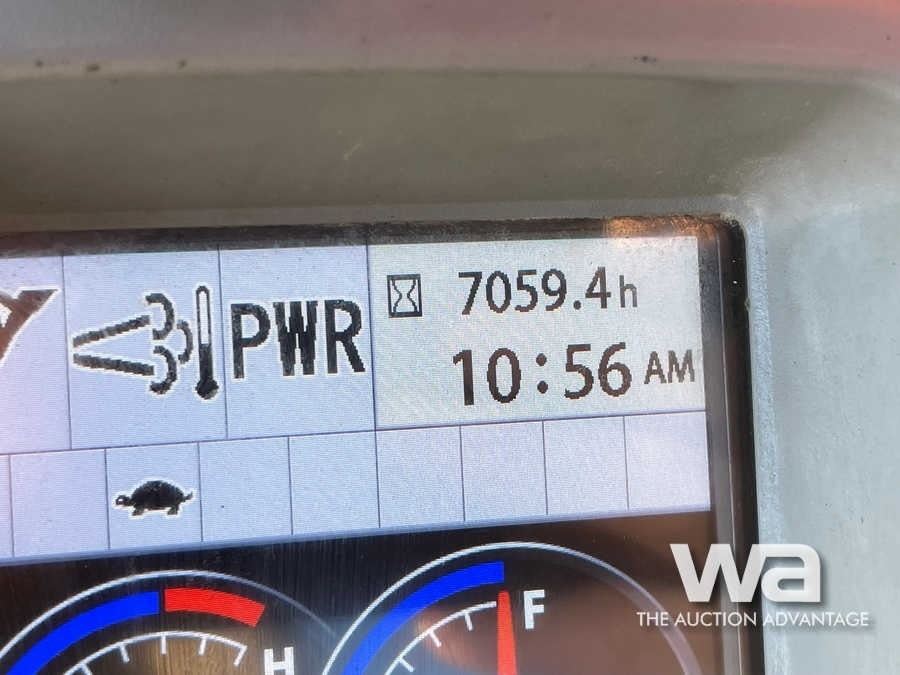 7059.4h
PWR
10:56 AM
F
H
wa
THE AUCTION ADVANTAGE